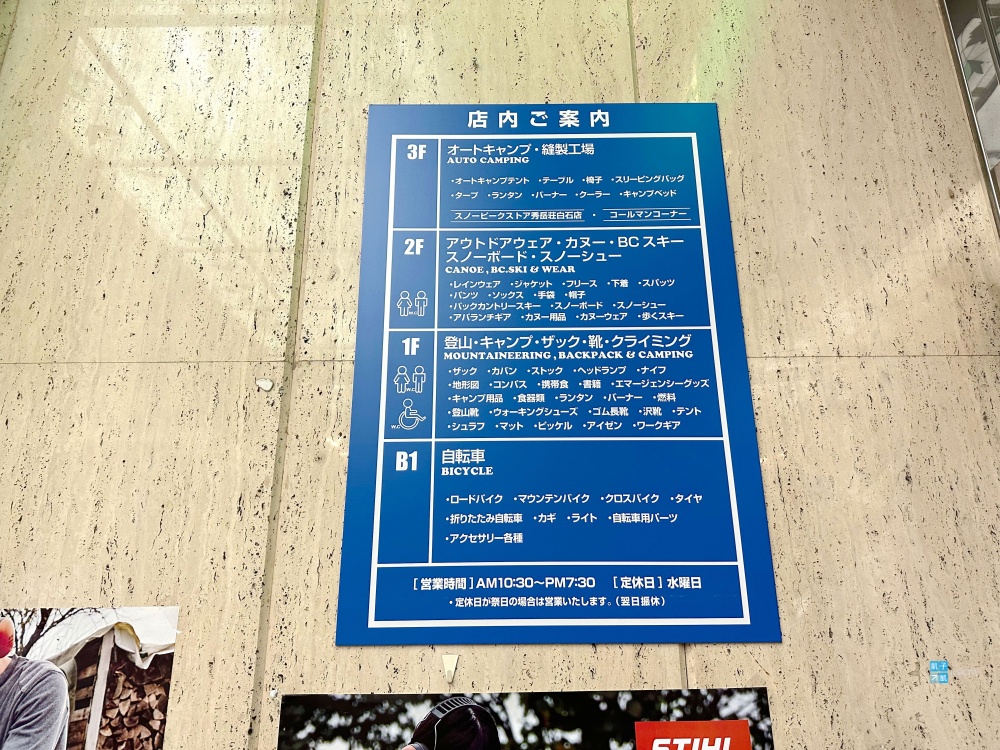 店内ご案内
3F
オートキャンプ・縫製工場
AUTO CAMPING
・オートキャンプテント ・テーブル ・椅子 ・スリーピングバッグ
・タープ ・ランタン ・バーナー ・クーラー ・キャンプベッド
スノーピークストア秀岳荘白石店 ・ コールマンコーナー
2F
アウトドアウェア・カヌー・BCスキー
スノーボード・スノーシュー
CANOE, BC.SKI & WEAR
・レインウェア ・ジャケット ・フリース ・下着 ・スパッツ
・パンツ ・ソックス ・手袋 ・帽子
・バックカントリースキー ・スノーボード ・スノーシュー
・アバランチギア ・カヌー用品 ・カヌーウェア ・歩くスキー
W.C
1F
登山・キャンプ・ザック・靴・クライミング
MOUNTAINEERING, BACKPACK & CAMPING
・ザック ・カバン ・ストック ・ヘッドランプ ・ナイフ
・地形図 ・コンパス ・携帯食 ・書籍 ・エマージェンシーグッズ
・キャンプ用品 ・食器類 ・ランタン ・バーナー ・燃料
・登山靴 ・ウォーキングシューズ ・ゴム長靴 ・沢靴 ・テント
・シュラフ ・マット ・ピッケル ・アイゼン ・ワークギア
W.C
W.C
B1
自転車
BICYCLE
・ロードバイク ・マウンテンバイク ・クロスバイク ・タイヤ
・折りたたみ自転車 ・カギ ・ライト ・自転車用パーツ
・アクセサリー各種
[営業時間] AM10:30〜PM7:30 [定休日] 水曜日
・定休日が祭日の場合は営業いたします。(翌日振休)
STIHL